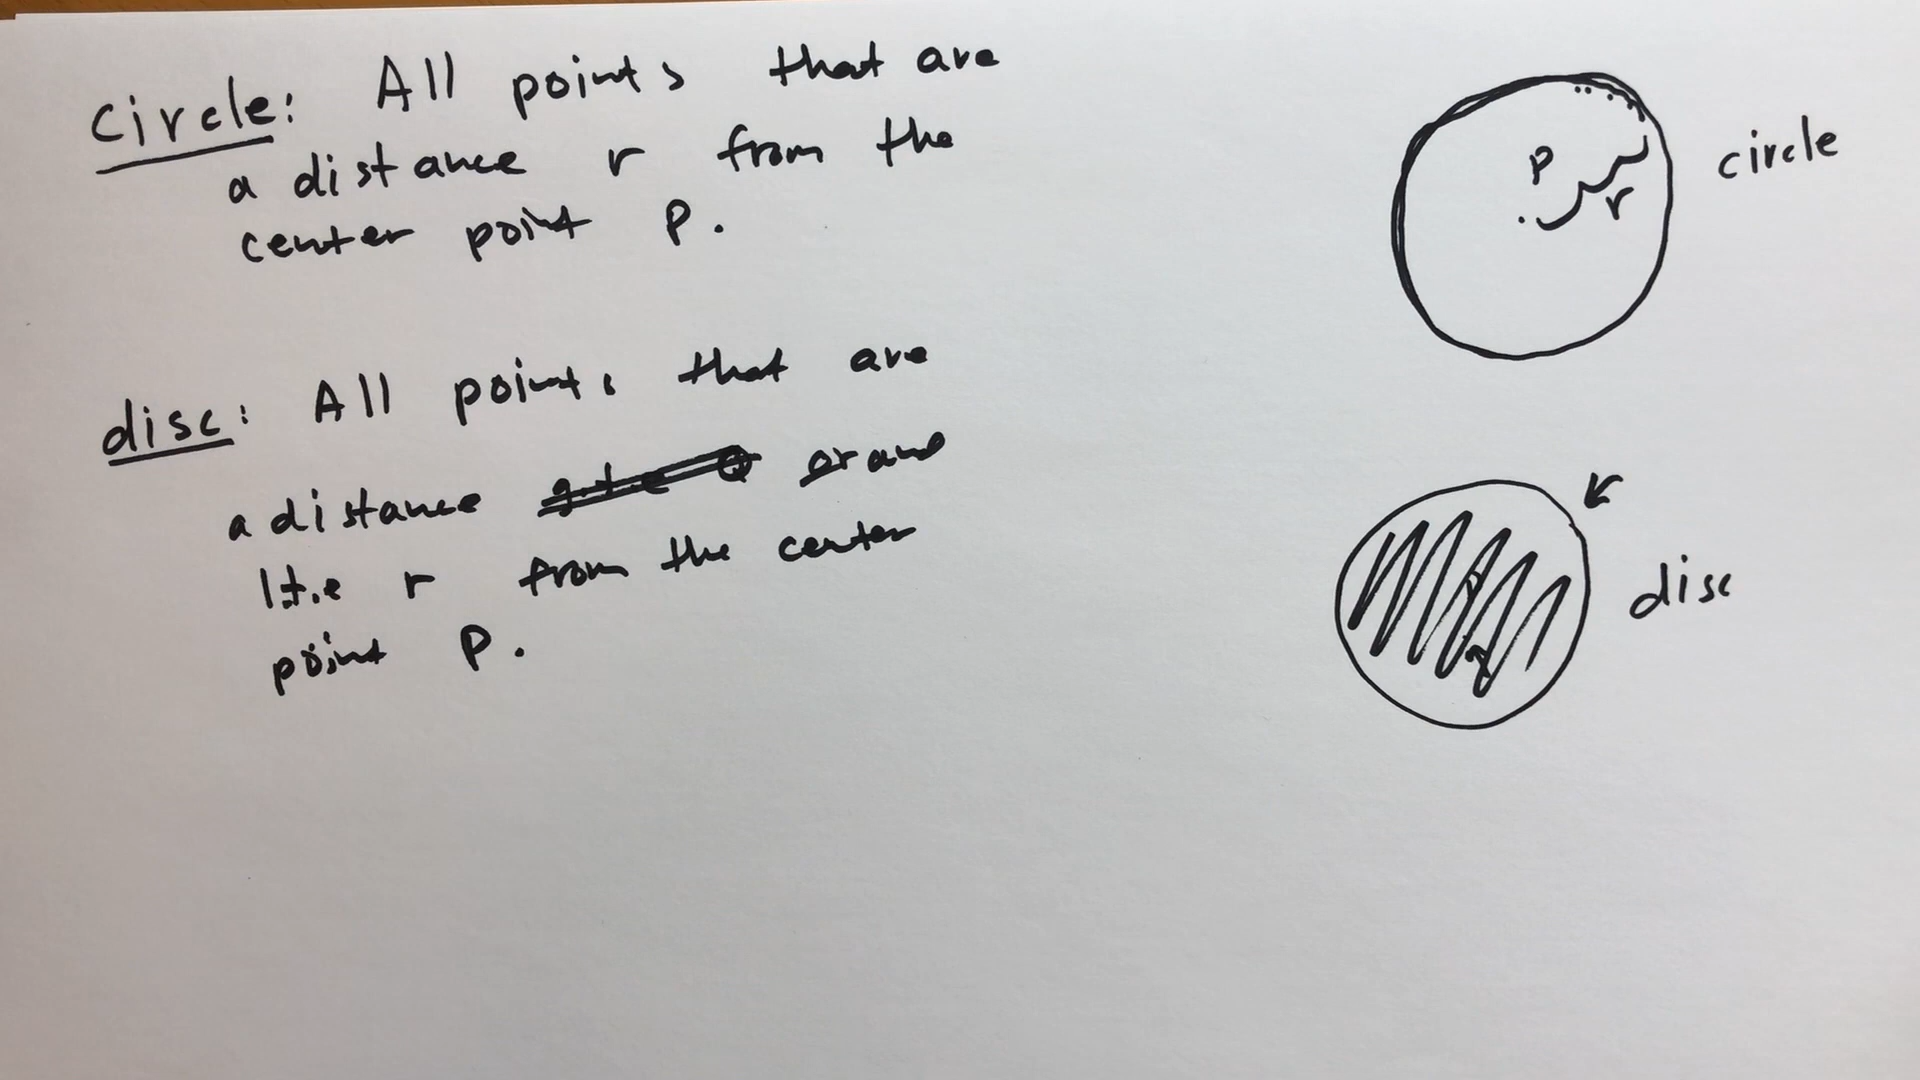 Circle: All points that are
a distance r from the
center point P.
P
r
circle
disc: All points that are
a distance or and
l.t.e r from the center
point P.
disc